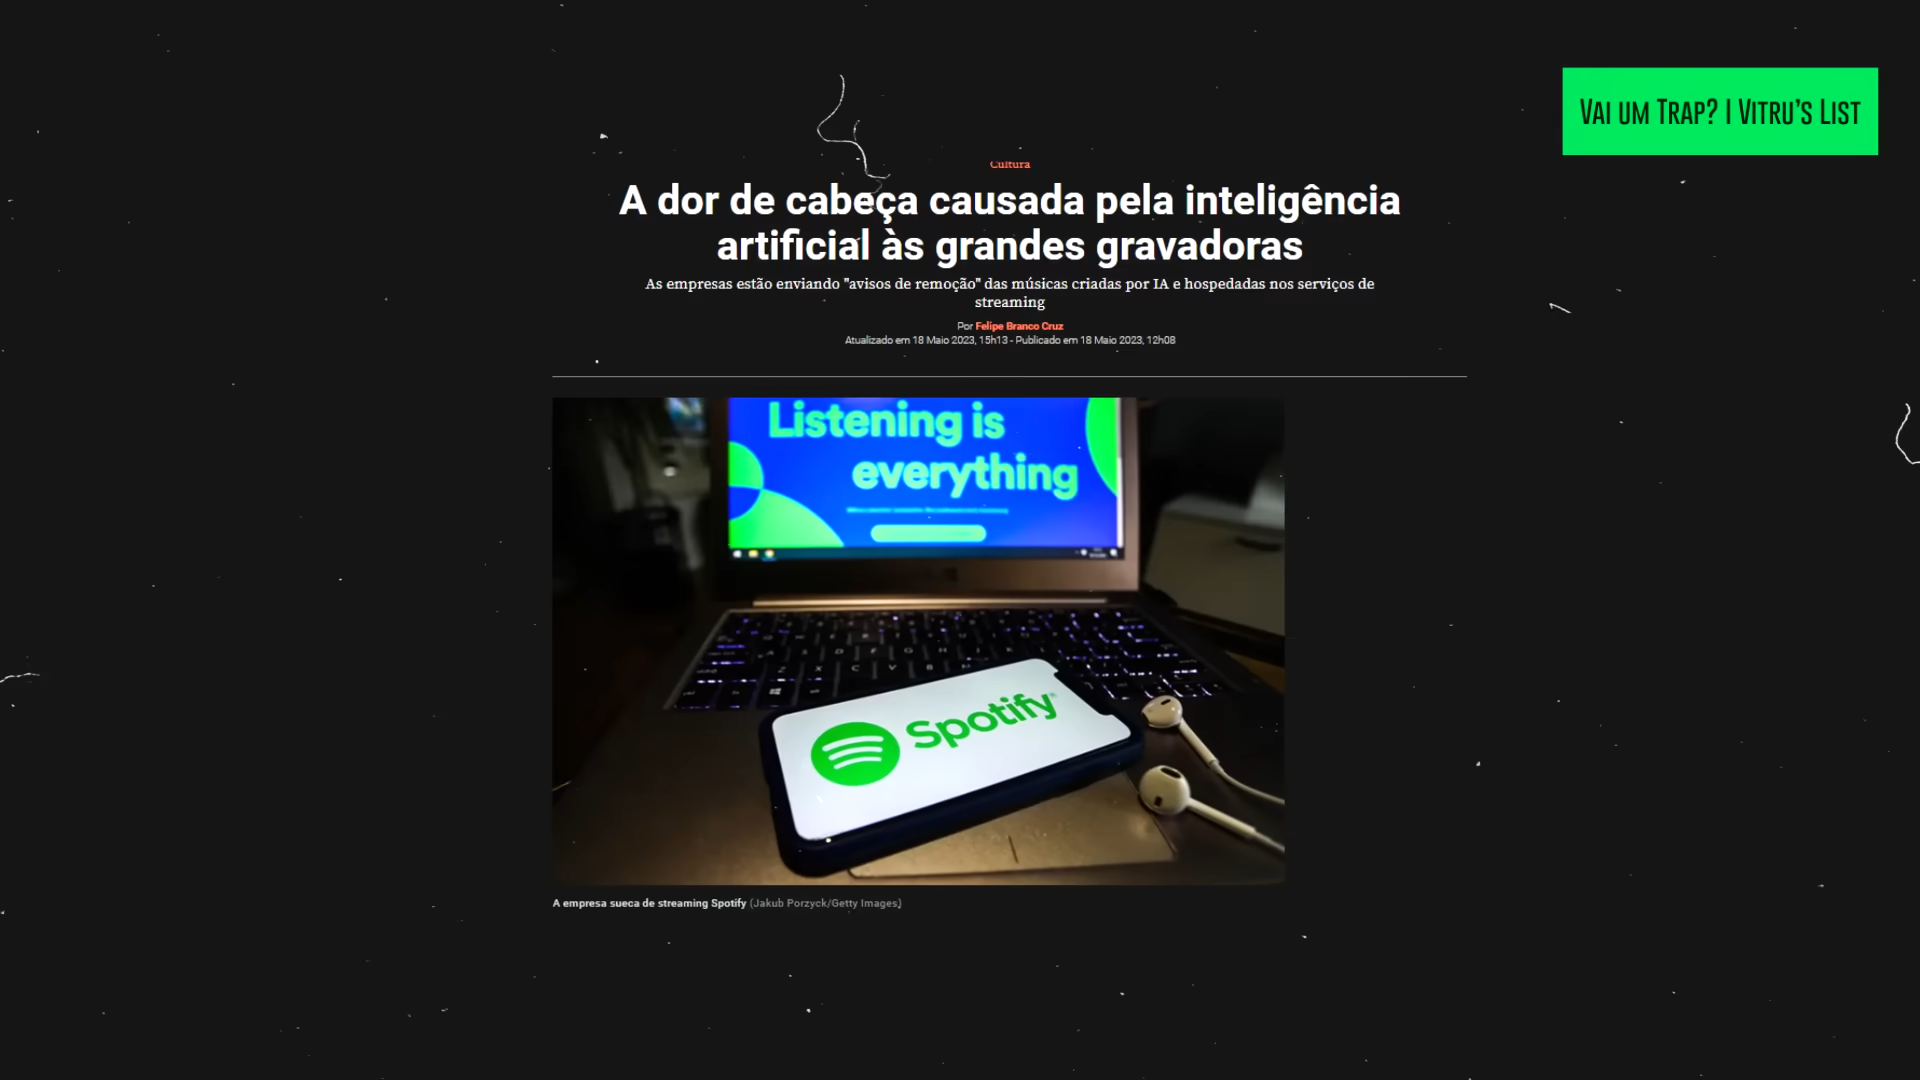 Vai um Trap? | Vitru's List
Cultura
A dor de cabeça causada pela inteligência
artificial às grandes gravadoras
As empresas estão enviando "avisos de remoção" das músicas criadas por IA e hospedadas nos serviços de
streaming
Por Felipe Branco Cruz
Atualizado em 18 Maio 2023, 15h13 - Publicado em 18 Maio 2023, 12h08
Listening is
everything
Spotify
A empresa sueca de streaming Spotify (Jakub Porzyck/Getty Images)